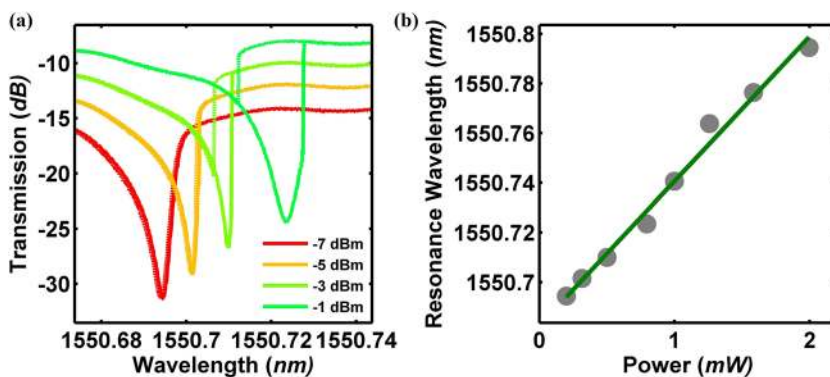 (a)
Transmission (dB)
-10
-15
-20
-25
-30
-7 dBm
-5 dBm
-3 dBm
-1 dBm
1550.68
1550.7
1550.72
1550.74
Wavelength (nm)
(b)
Resonance Wavelength (nm)
1550.8
1550.78
1550.76
1550.74
1550.72
1550.7
0
1
2
Power (mW)